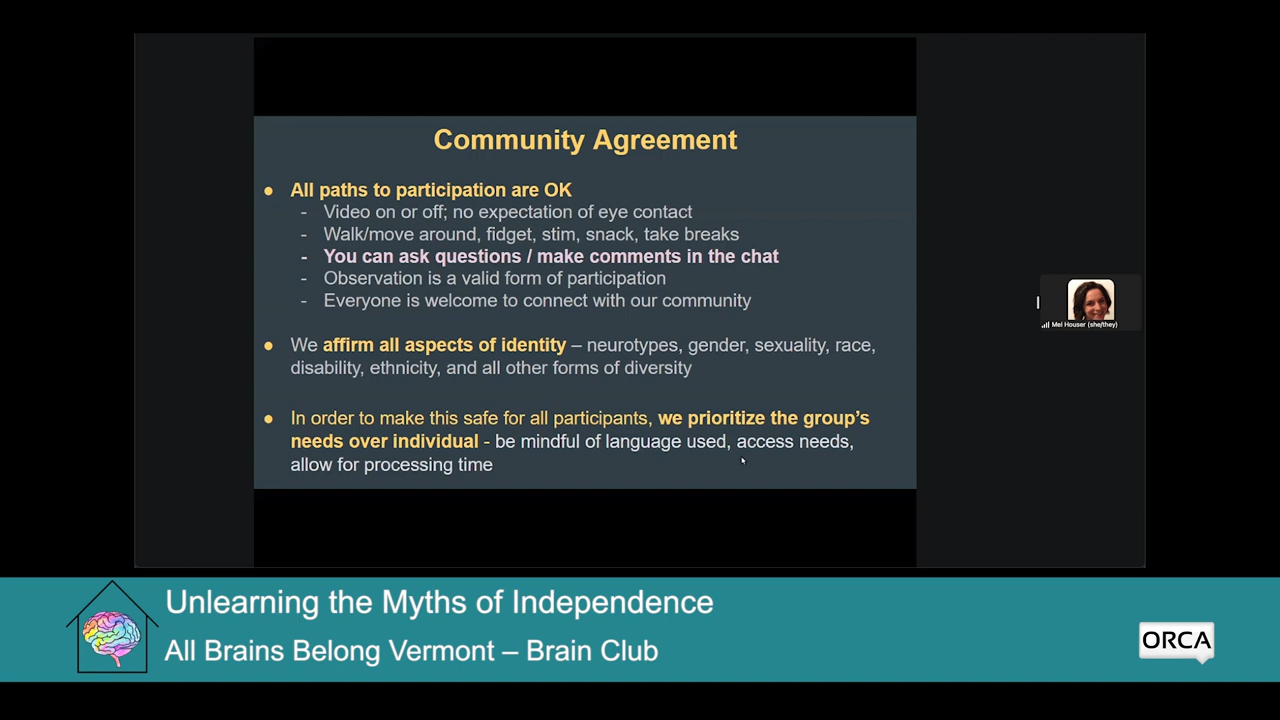 Community Agreement
● All paths to participation are OK
- Video on or off; no expectation of eye contact
- Walk/move around, fidget, stim, snack, take breaks
- You can ask questions / make comments in the chat
- Observation is a valid form of participation
- Everyone is welcome to connect with our community
● We affirm all aspects of identity – neurotypes, gender, sexuality, race,
disability, ethnicity, and all other forms of diversity
● In order to make this safe for all participants, we prioritize the group's
needs over individual - be mindful of language used, access needs,
allow for processing time
Mel Houser (she/they)
Unlearning the Myths of Independence
All Brains Belong Vermont – Brain Club
ORCA